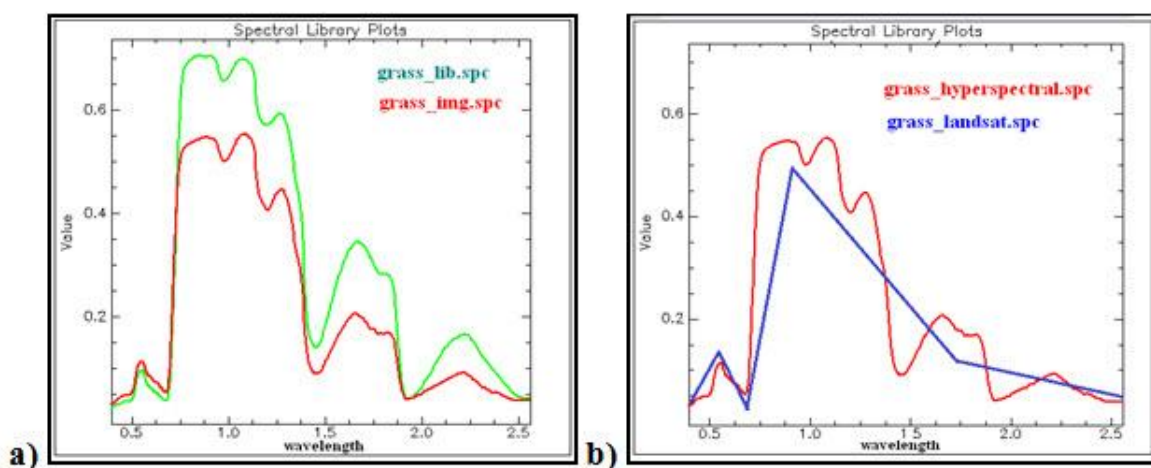 Spectral Library Plots
grass_lib.spc
grass_img.spc
0.6
0.4
0.2
Value
0.5 1.0 1.5 2.0 2.5
wavelength
a)
Spectral Library Plots
grass_hyperspectral.spc
grass_landsat.spc
0.6
0.4
0.2
Value
0.5 1.0 1.5 2.0 2.5
wavelength
b)